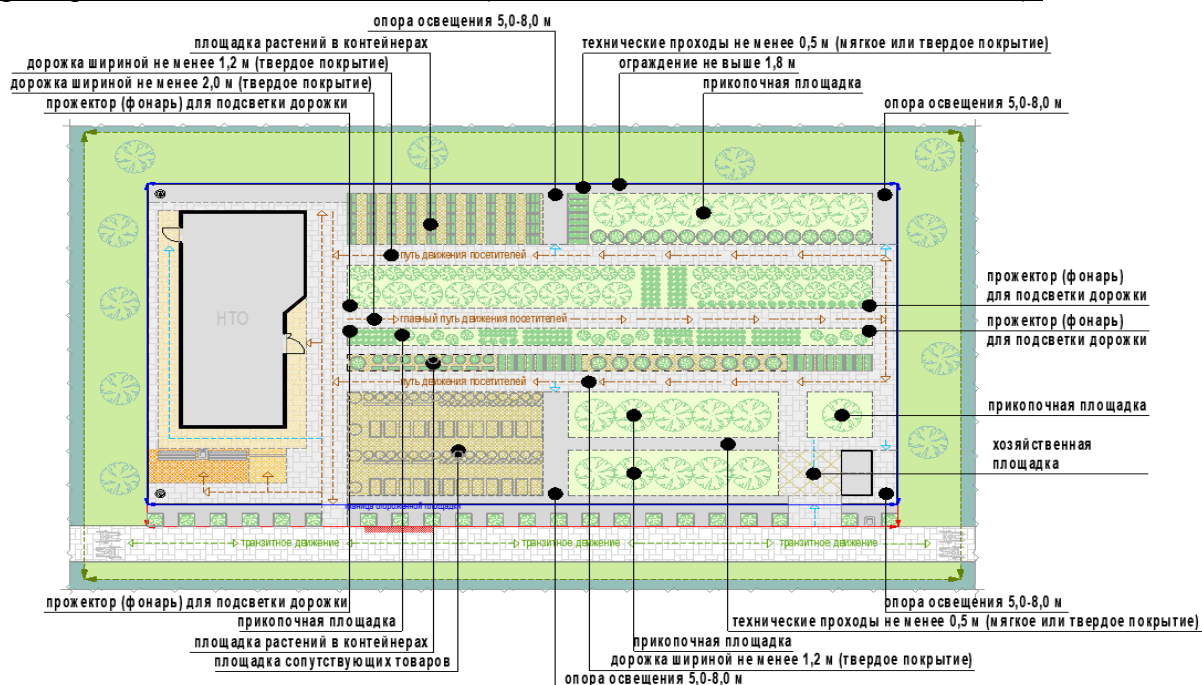 опора освещения 5,0-8,0 м
площадка растений в контейнерах
технические проходы не менее 0,5 м (мягкое или твердое покрытие)
дорожка шириной не менее 1,2 м (твердое покрытие)
ограждение не выше 1,8 м
дорожка шириной не менее 2,0 м (твердое покрытие)
прикопочная площадка
прожектор (фонарь) для подсветки дорожки
опора освещения 5,0-8,0 м
путь движения посетителей
прожектор (фонарь)
для подсветки дорожки
НТО
главный путь движения посетителей
прожектор (фонарь)
для подсветки дорожки
путь движения посетителей
прикопочная площадка
хозяйственная
площадка
граница огороженной площадки
транзитное движение
транзитное движение
транзитное движение
прожектор (фонарь) для подсветки дорожки
опора освещения 5,0-8,0 м
прикопочная площадка
технические проходы не менее 0,5 м (мягкое или твердое покрытие)
площадка растений в контейнерах
прикопочная площадка
площадка сопутствующих товаров
дорожка шириной не менее 1,2 м (твердое покрытие)
опора освещения 5,0-8,0 м